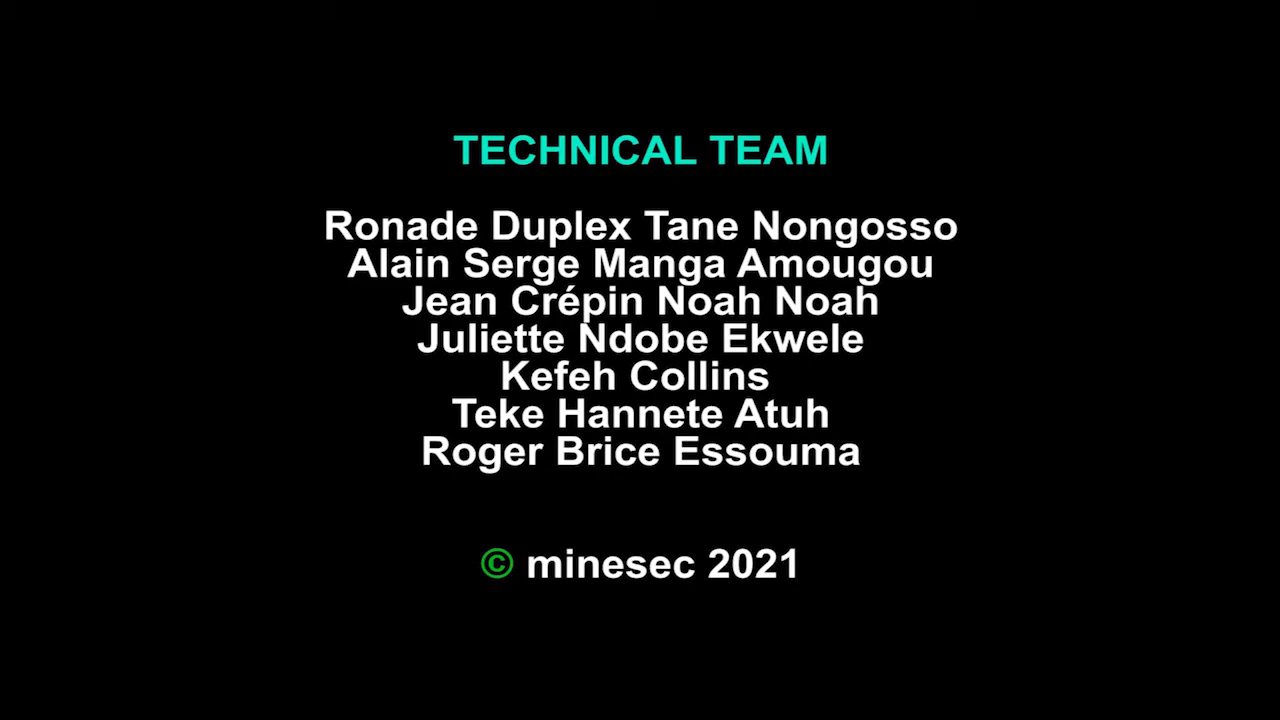 TECHNICAL TEAM
Ronade Duplex Tane Nongosso
Alain Serge Manga Amougou
Jean Crépin Noah Noah
Juliette Ndobe Ekwele
Kefeh Collins
Teke Hannete Atuh
Roger Brice Essouma
© minesec 2021